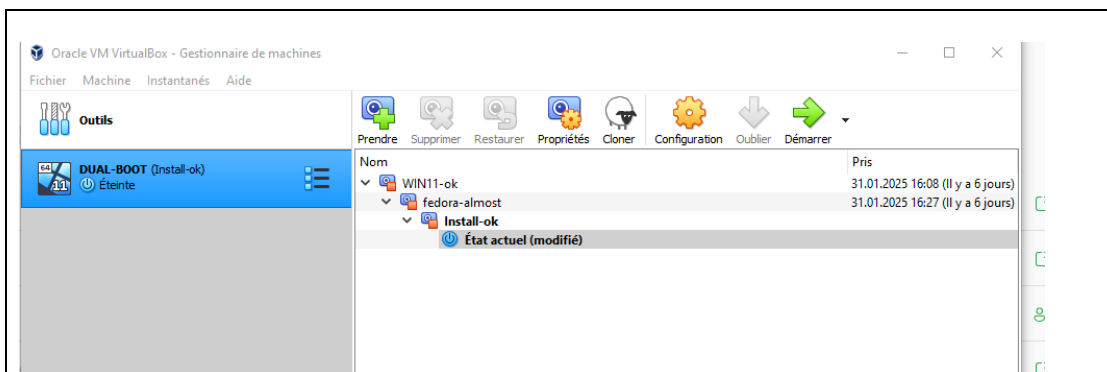 Oracle VM VirtualBox - Gestionnaire de machines
Fichier Machine Instantanés Aide
Outils
Prendre Supprimer Restaurer Propriétés Cloner Configuration Oublier Démarrer
64
11
DUAL-BOOT (Install-ok)
Éteinte
Nom Pris
WIN11-ok 31.01.2025 16:08 (Il y a 6 jours)
fedora-almost 31.01.2025 16:27 (Il y a 6 jours)
Install-ok
État actuel (modifié)